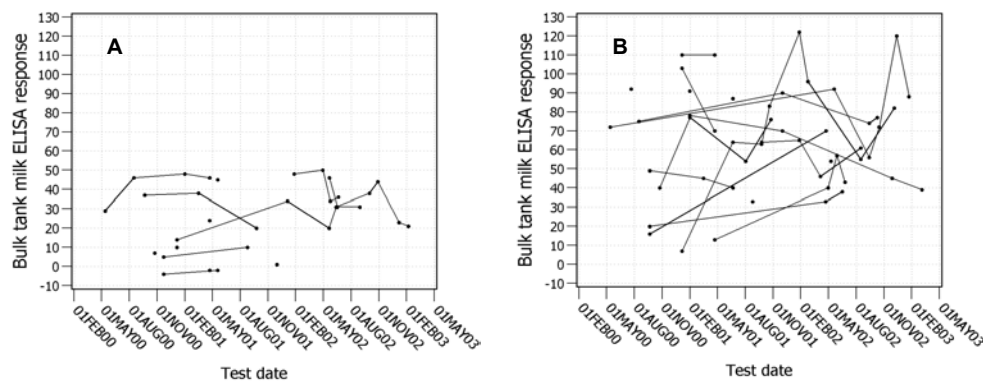 A
Bulk tank milk ELISA response
130
120
110
100
90
80
70
60
50
40
30
20
10
0
-10
01FEB00
01MAY00
01AUG00
01NOV00
01FEB01
01MAY01
01AUG00
01NOV01
01FEB02
01MAY02
01AUG02
01NOV02
01FEB03
01MAY03
Test date
B
Bulk tank milk ELISA response
130
120
110
100
90
80
70
60
50
40
30
20
10
0
-10
01FEB00
01MAY00
01AUG00
01NOV00
01FEB01
01MAY01
01AUG01
01NOV01
01FEB02
01MAY02
01AUG02
01NOV02
01FEB03
01MAY03
Test date